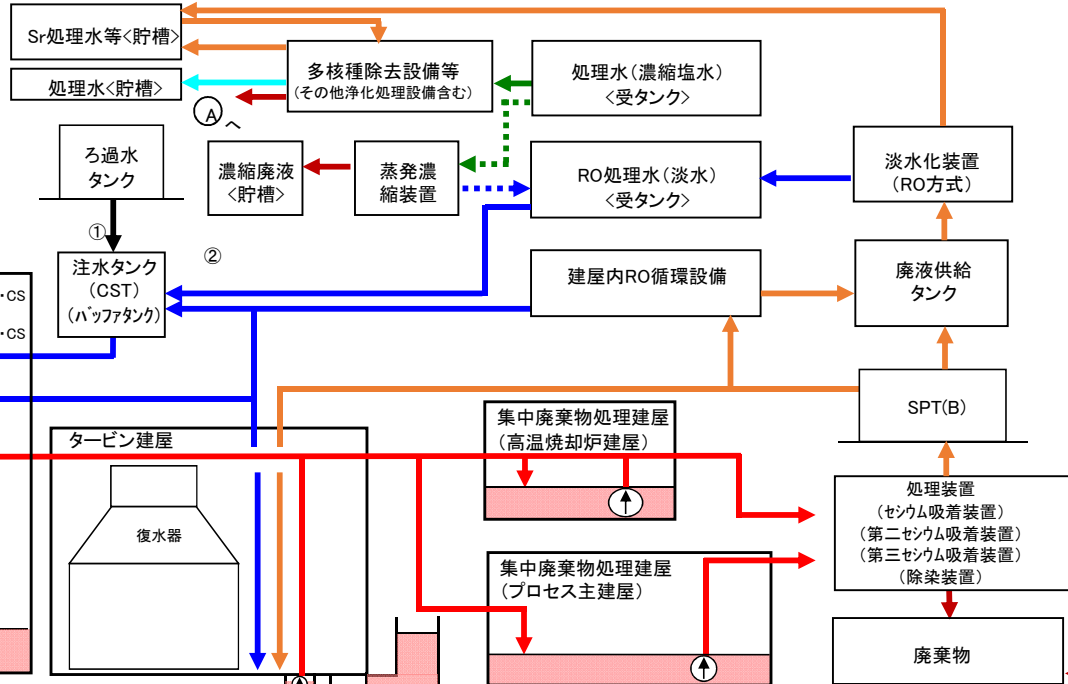 Sr処理水等<貯槽>
処理水<貯槽>
多核種除去設備等
(その他浄化処理設備含む)
処理水(濃縮塩水)
<受タンク>
Aへ
ろ過水
タンク
濃縮廃液
<貯槽>
蒸発濃
縮装置
RO処理水(淡水)
<受タンク>
淡水化装置
(RO方式)
①
②
注水タンク
(CST)
(バッファタンク)
建屋内RO循環設備
廃液供給
タンク
・CS
・CS
SPT(B)
タービン建屋
復水器
集中廃棄物処理建屋
(高温焼却炉建屋)
処理装置
(セシウム吸着装置)
(第二セシウム吸着装置)
(第三セシウム吸着装置)
(除染装置)
集中廃棄物処理建屋
(プロセス主建屋)
廃棄物